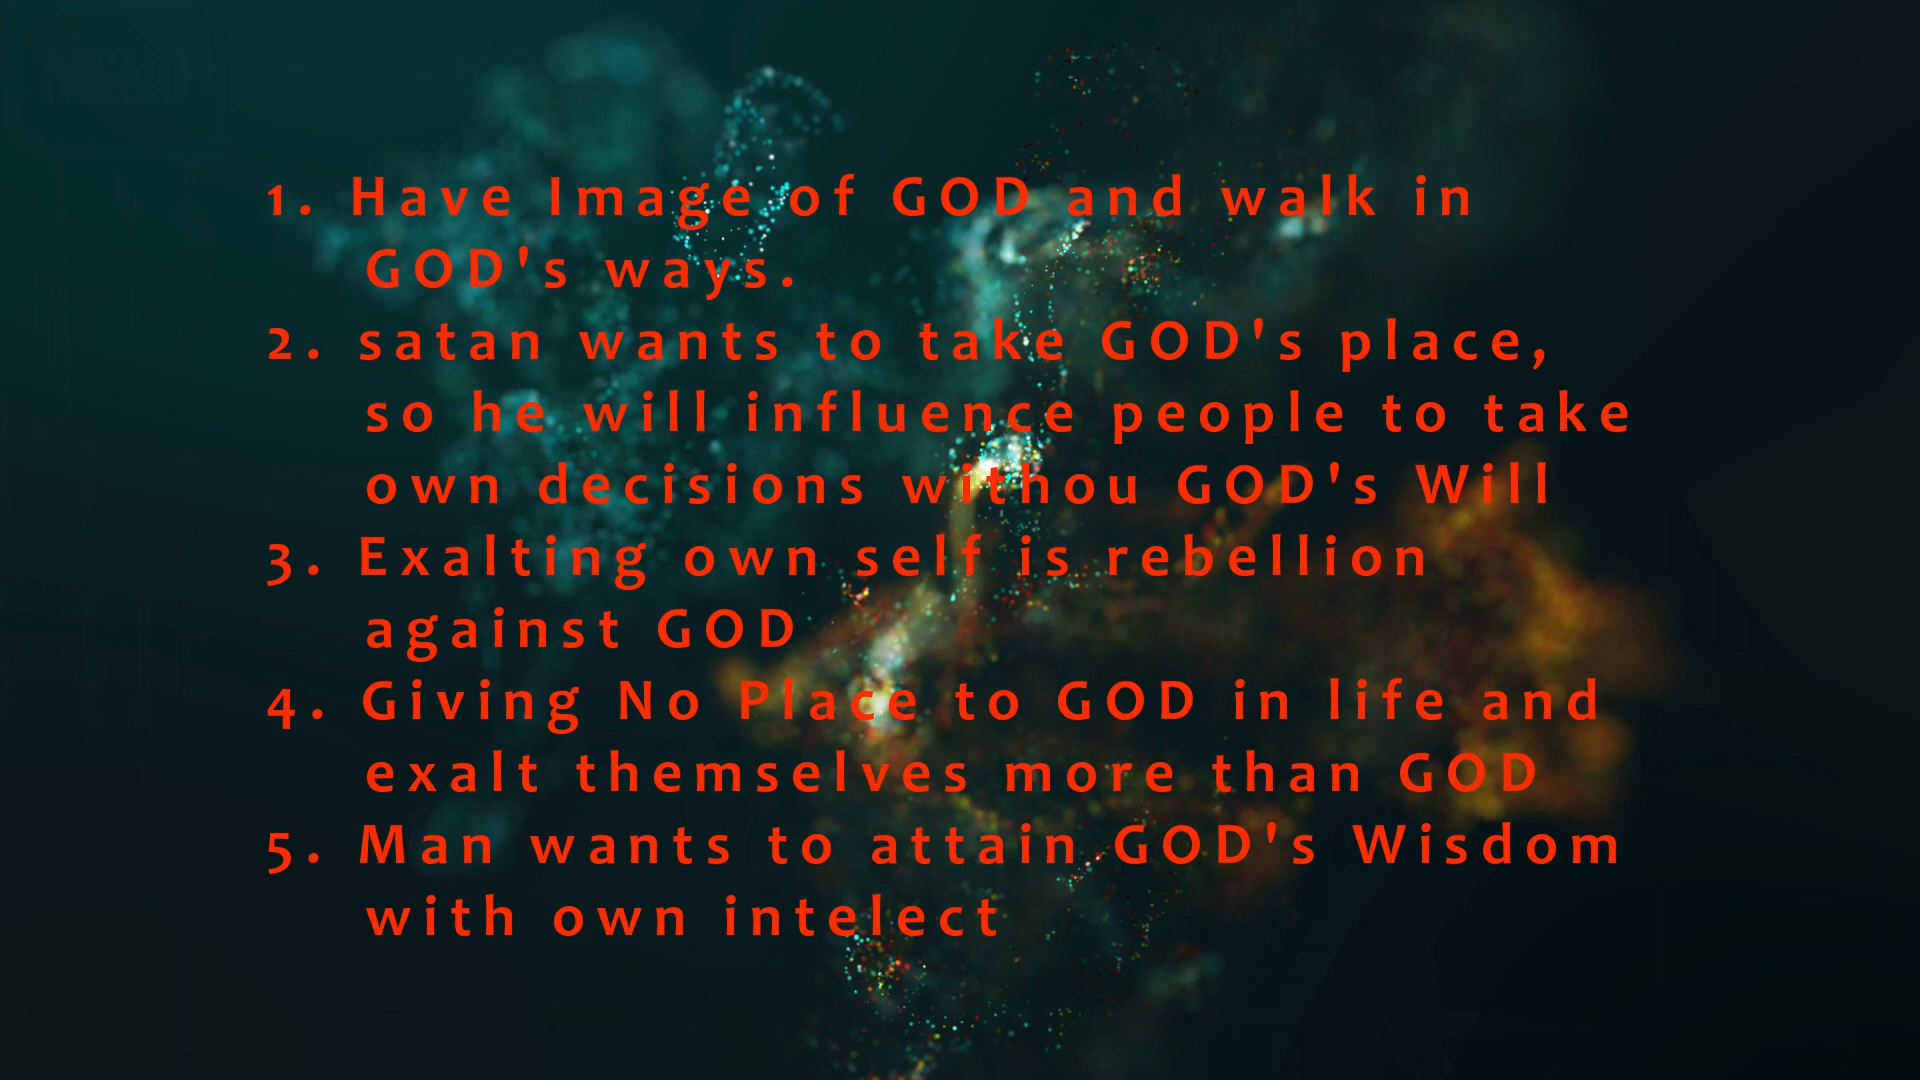 1. Have Image of GOD and walk in
GOD's ways.
2. satan wants to take GOD's place,
so he will influence people to take
own decisions withou GOD's Will
3. Exalting own self is rebellion
against GOD
4. Giving No Place to GOD in life and
exalt themselves more than GOD
5. Man wants to attain GOD's Wisdom
with own intelect